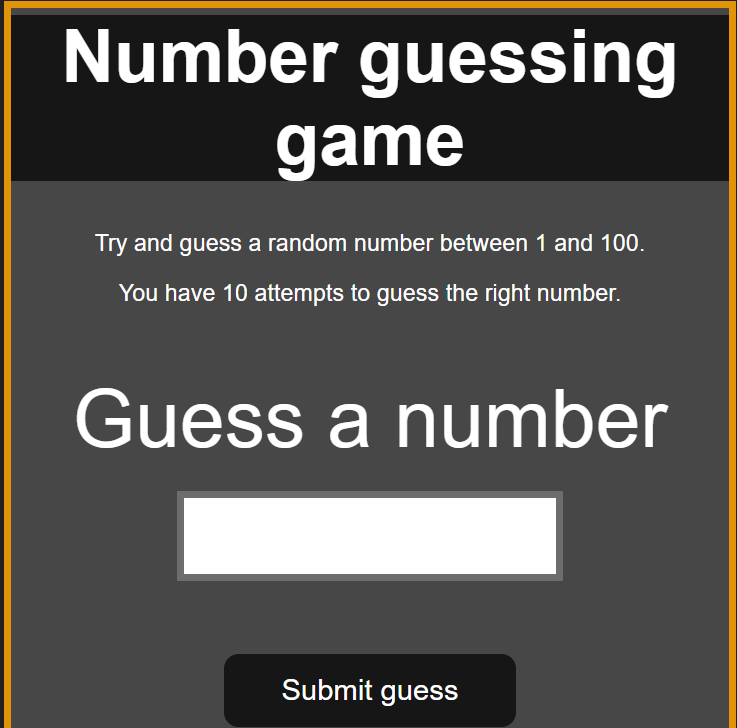 Number guessing
game
Try and guess a random number between 1 and 100.
You have 10 attempts to guess the right number.
Guess a number
Submit guess